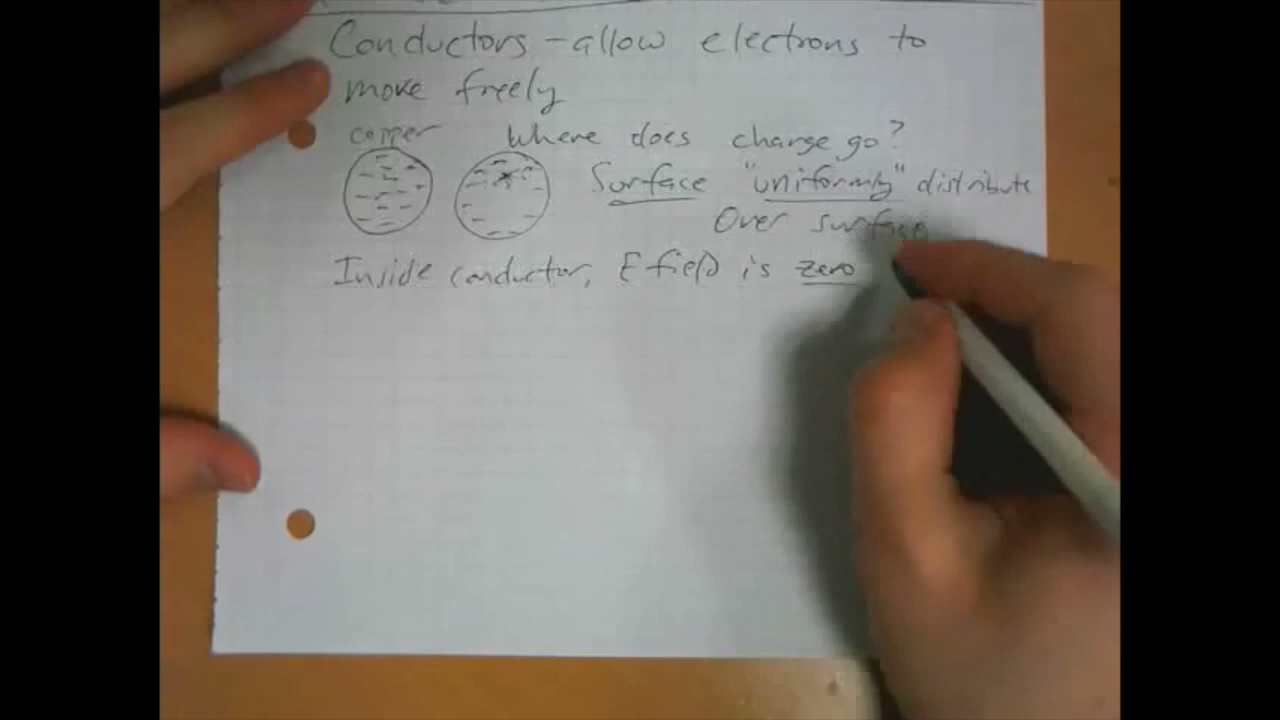 Conductors - allow electrons to
move freely
copper Where does charge go?
Surface "uniformly" distribute
Over surface
Inside conductor, E field is zero